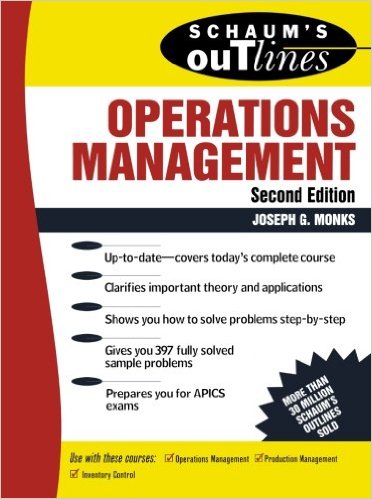 SCHAUM'S
ouTlines
OPERATIONS
MANAGEMENT
Second Edition
JOSEPH G. MONKS
Up-to-date—covers today's complete course
Clarifies important theory and applications
Shows you how to solve problems step-by-step
Gives you 397 fully solved
sample problems
Prepares you for APICS
exams
MORE THAN
30 MILLION
SCHAUM'S
OUTLINES
SOLD
Use with these courses: ☑ Operations Management ☑ Production Management
☑ Inventory Control